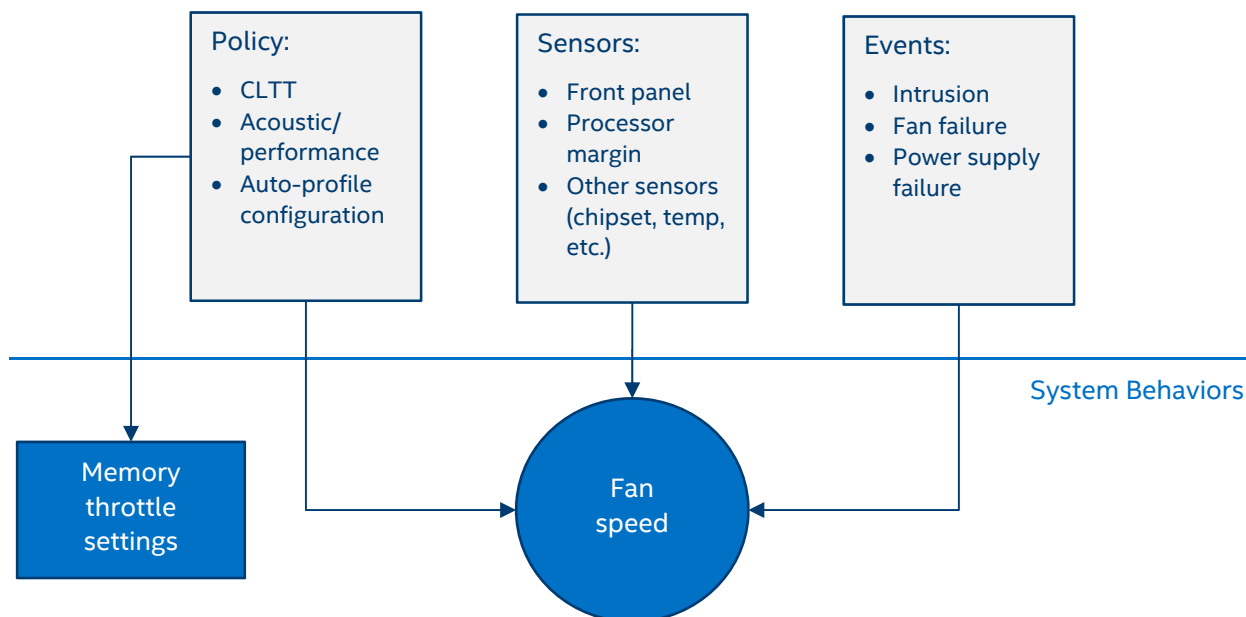 Policy:
• CLTT
• Acoustic/
performance
• Auto-profile
configuration
Sensors:
• Front panel
• Processor
margin
• Other sensors
(chipset, temp,
etc.)
Events:
• Intrusion
• Fan failure
• Power supply
failure
System Behaviors
Memory
throttle
settings
Fan
speed